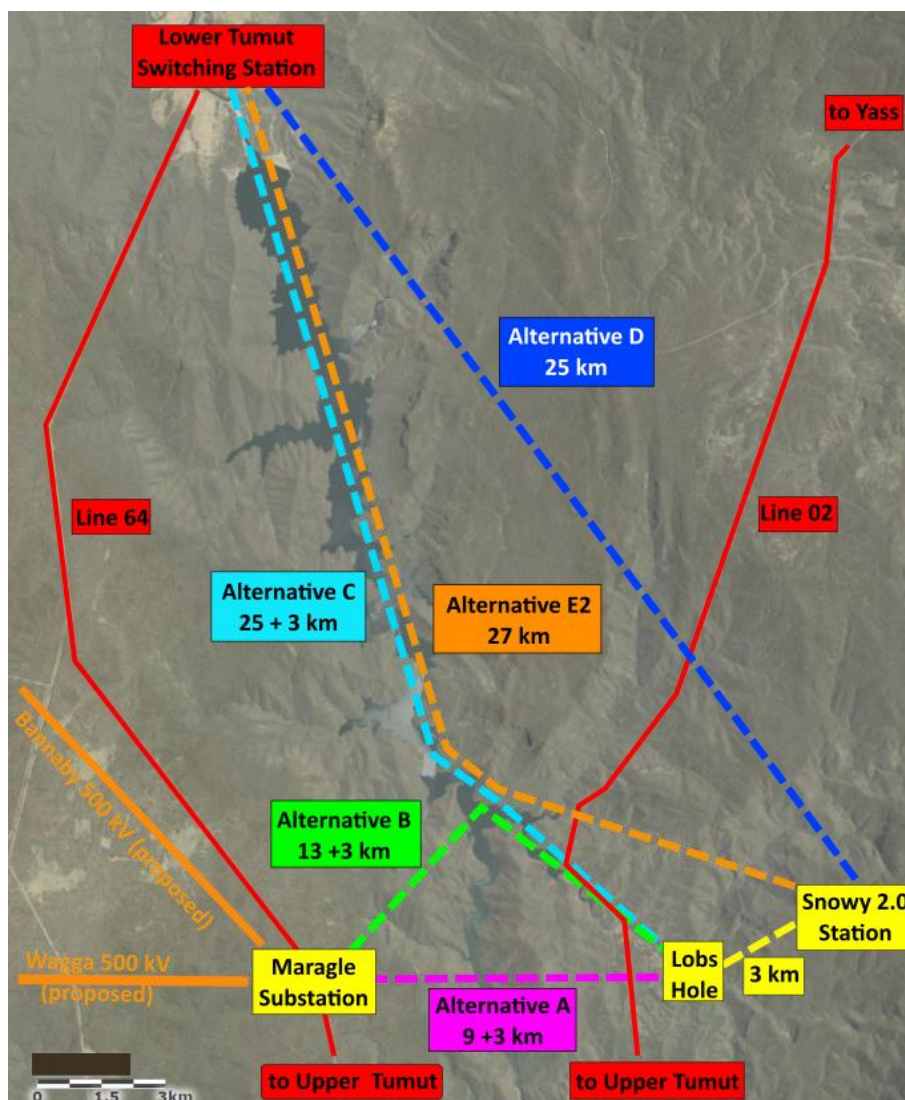 Lower Tumut
Switching Station
to Yass
Alternative D
25 km
Line 64
Line 02
Alternative C
25 + 3 km
Alternative E2
27 km
Bannaby 500 kV (proposed)
Alternative B
13 +3 km
Snowy 2.0
Station
Wagga 500 kV
(proposed)
Maragle
Substation
Lobs
Hole
3 km
Alternative A
9 +3 km
to Upper Tumut
to Upper Tumut
0 1.5 3km